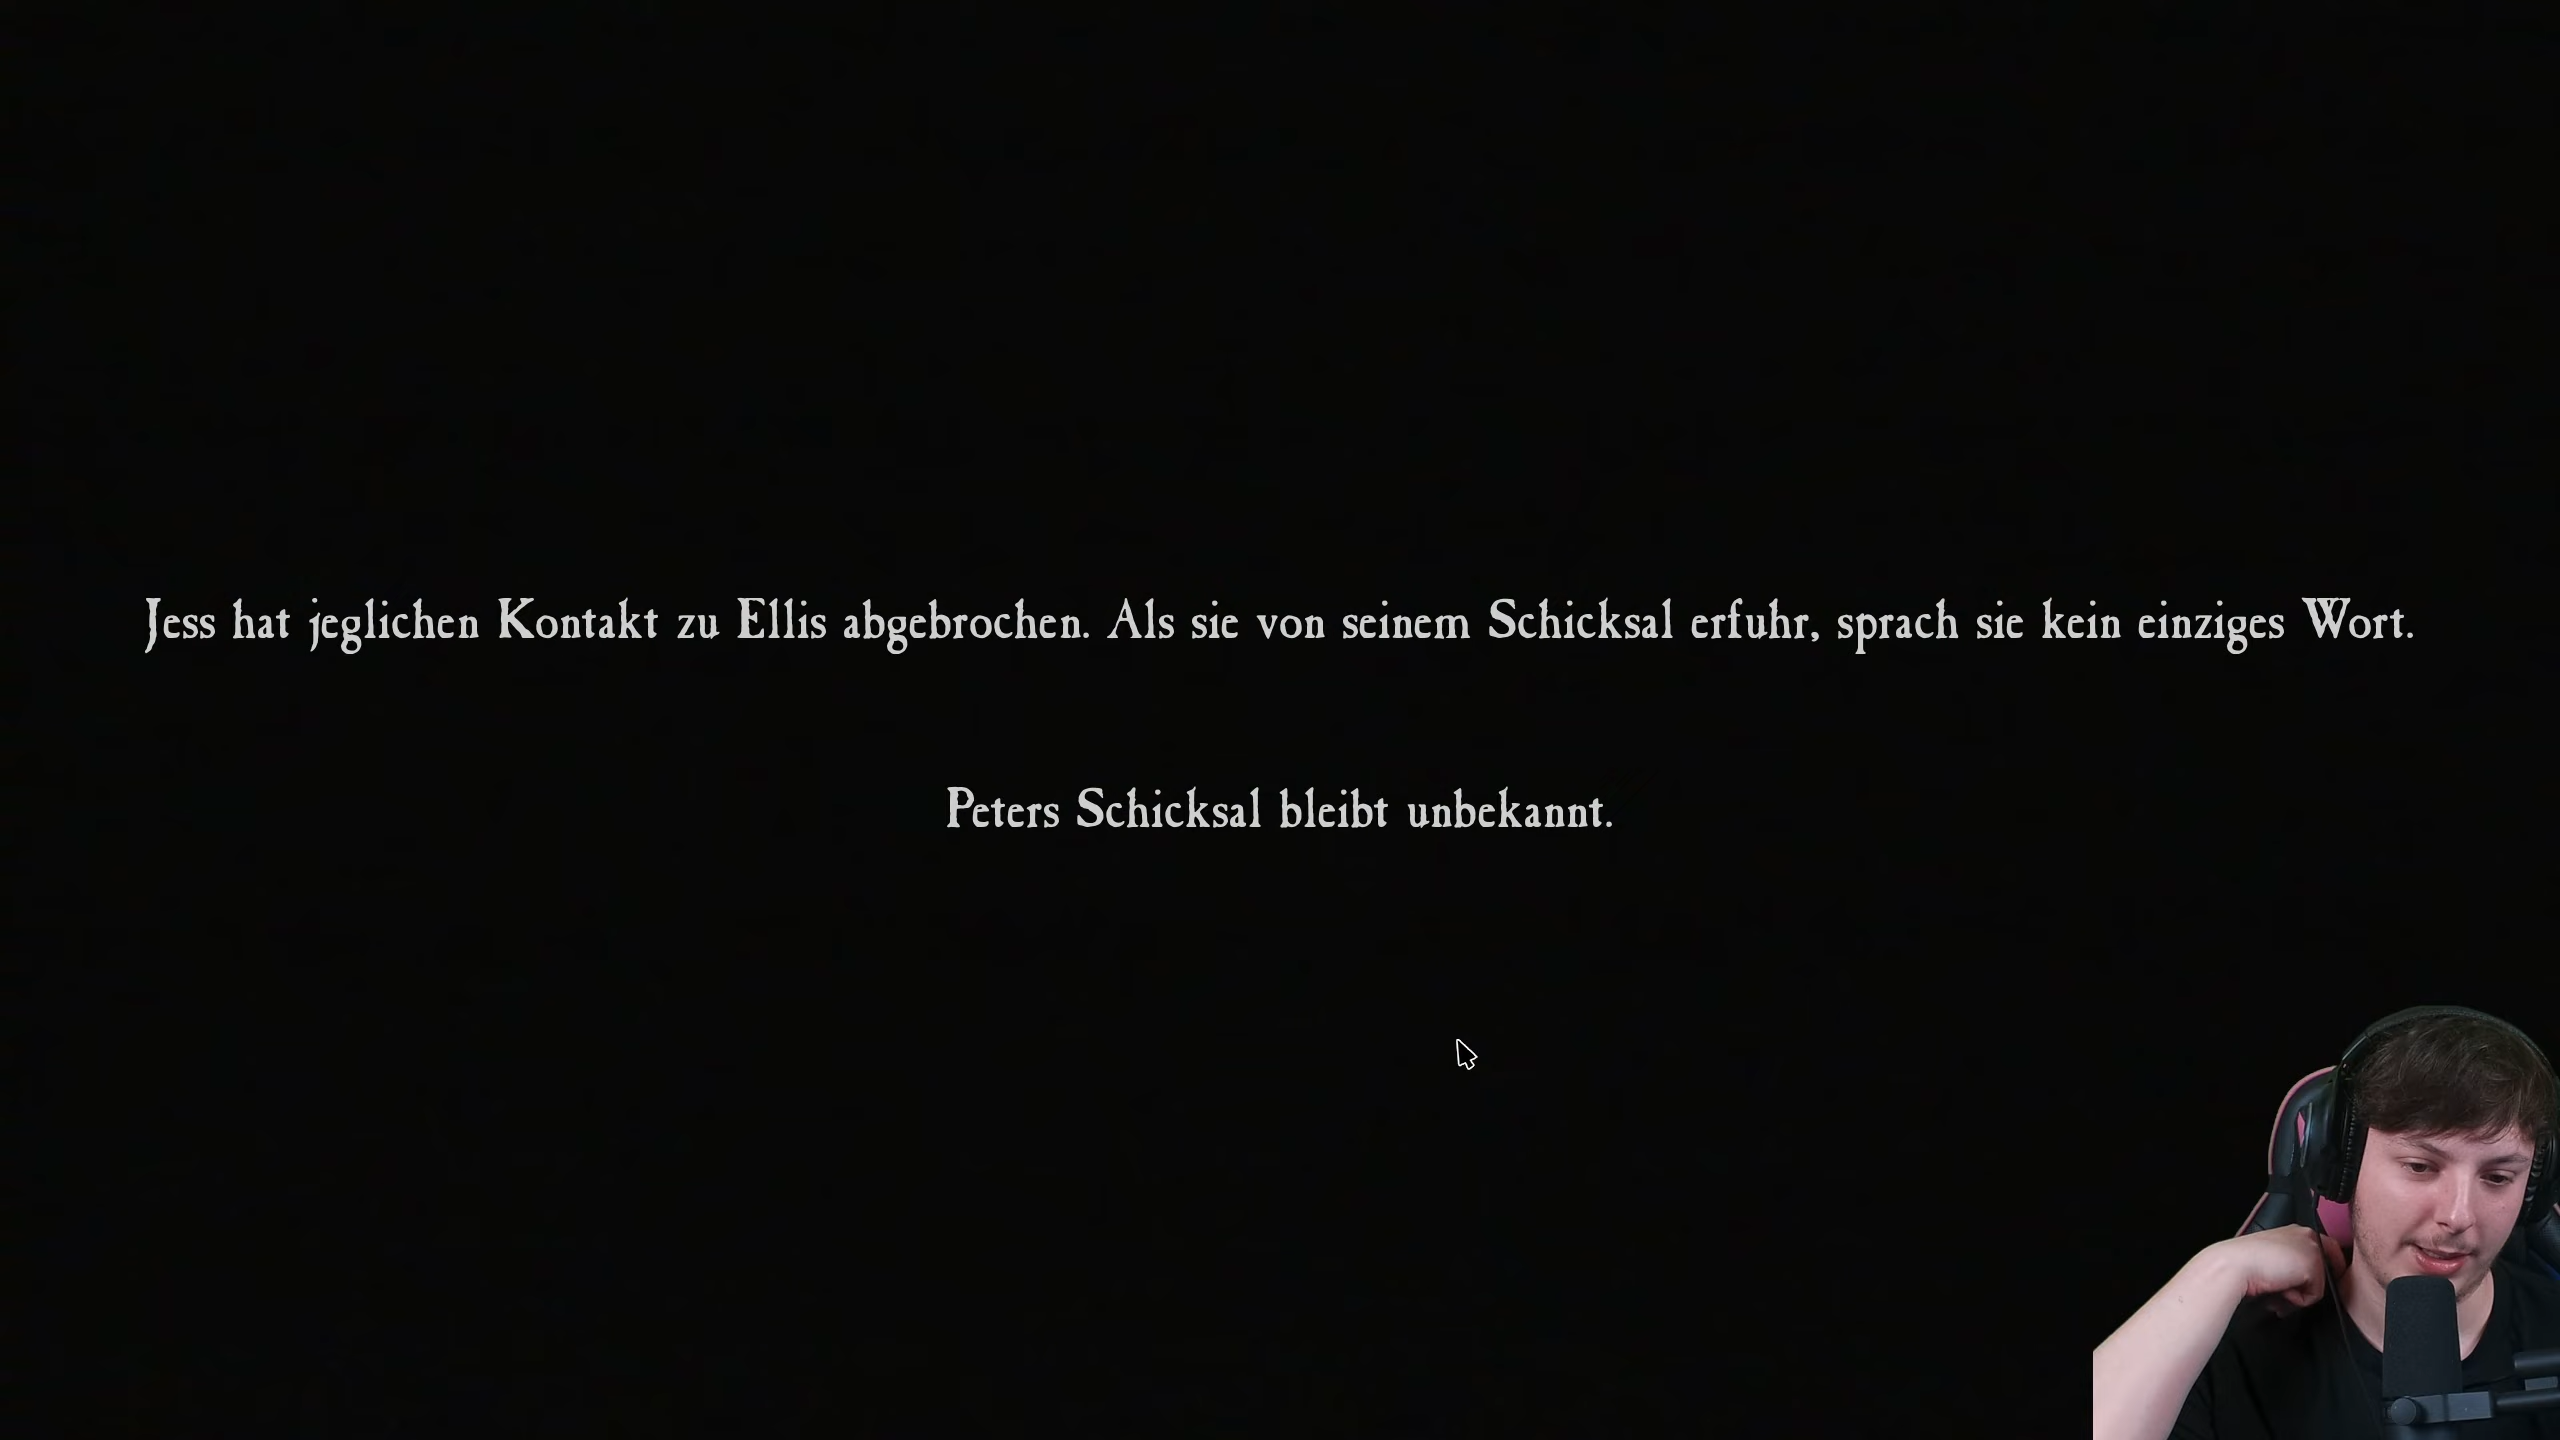 Jess hat jeglichen Kontakt zu Ellis abgebrochen. Als sie von seinem Schicksal erfuhr, sprach sie kein einziges Wort.
Peters Schicksal bleibt unbekannt.